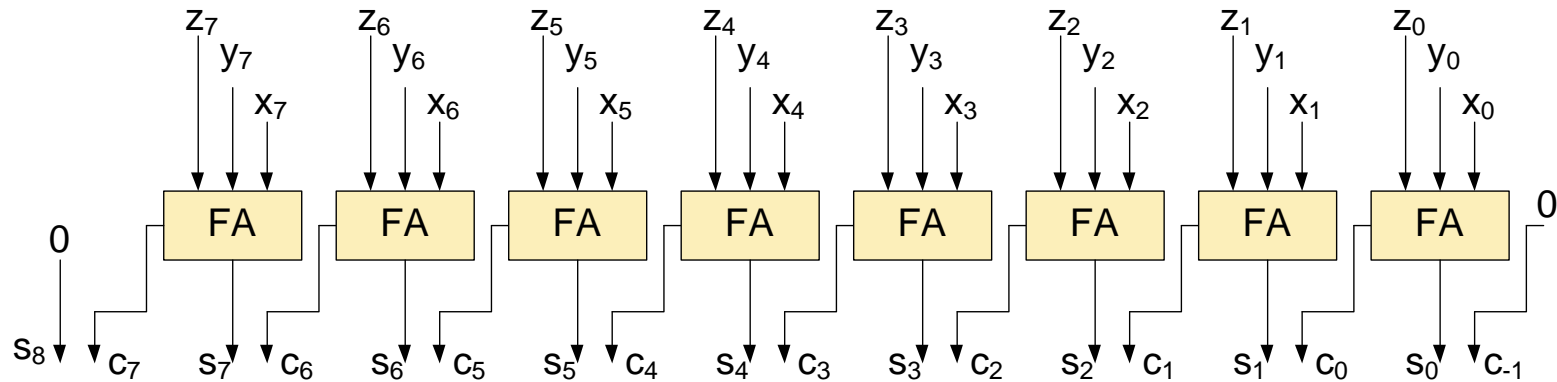 z₇ z₆ z₅ z₄ z₃ z₂ z₁ z₀
y₇ y₆ y₅ y₄ y₃ y₂ y₁ y₀
x₇ x₆ x₅ x₄ x₃ x₂ x₁ x₀
0 FA FA FA FA FA FA FA FA 0
s₈ c₇ s₇ c₆ s₆ c₅ s₅ c₄ s₄ c₃ s₃ c₂ s₂ c₁ s₁ c₀ s₀ c₋₁